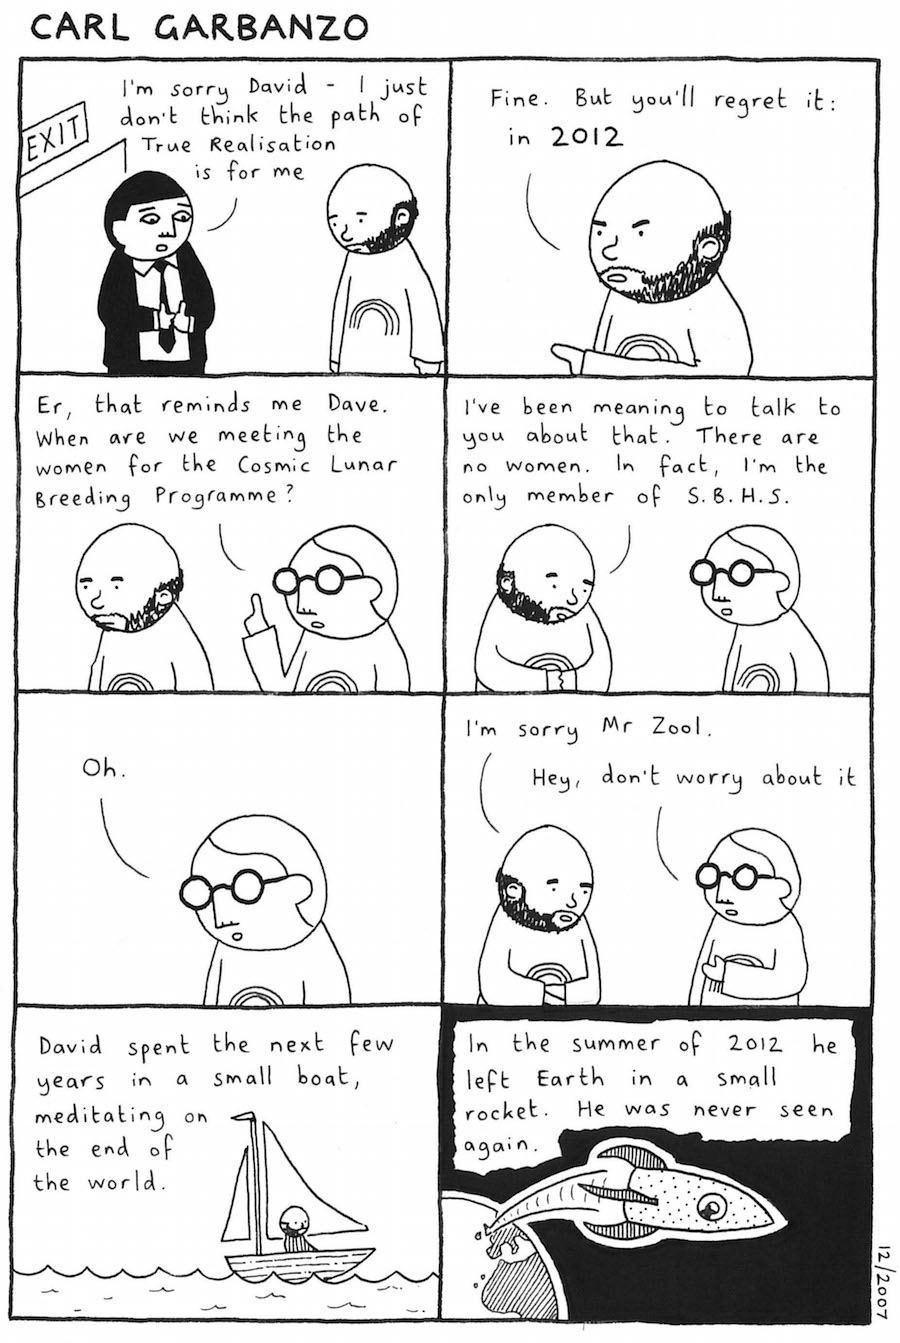 CARL GARBANZO
I'm sorry David - I just
don't think the path of
True Realisation
is for me
EXIT
Fine. But you'll regret it:
in 2012
Er, that reminds me Dave.
When are we meeting the
women for the Cosmic Lunar
Breeding Programme?
I've been meaning to talk to
you about that. There are
no women. In fact, I'm the
only member of S.B.H.S.
Oh.
I'm sorry Mr Zool.
Hey, don't worry about it
David spent the next few
years in a small boat,
meditating on
the end of
the world.
In the summer of 2012 he
left Earth in a small
rocket. He was never seen
again.
12/2007